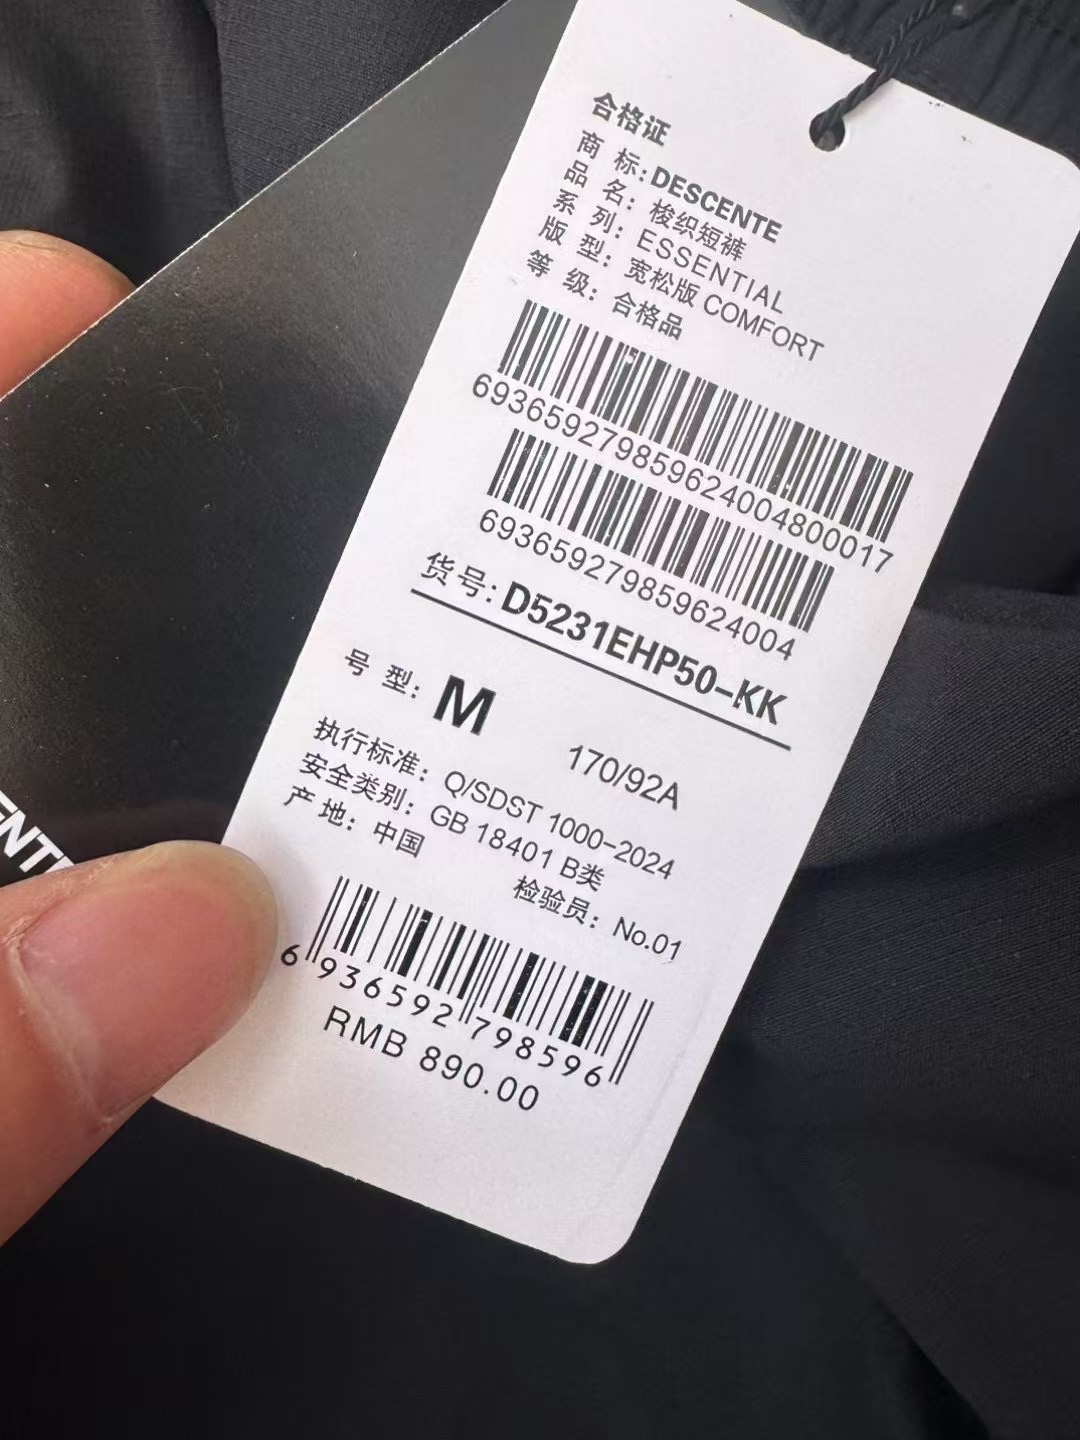 合格证
商 标:DESCENTE
品 名: 梭织短裤
系 列: ESSENTIAL
版 型: 宽松版 COMFORT
等 级: 合格品
693659279859624004800017
693659279859624004
货号: D5231EHP50-KK
号 型: M 170/92A
执行标准: Q/SDST 1000-2024
安全类别: GB 18401 B类
产 地: 中国
检验员: No.01
6 936592 798596
RMB 890.00
ENTE